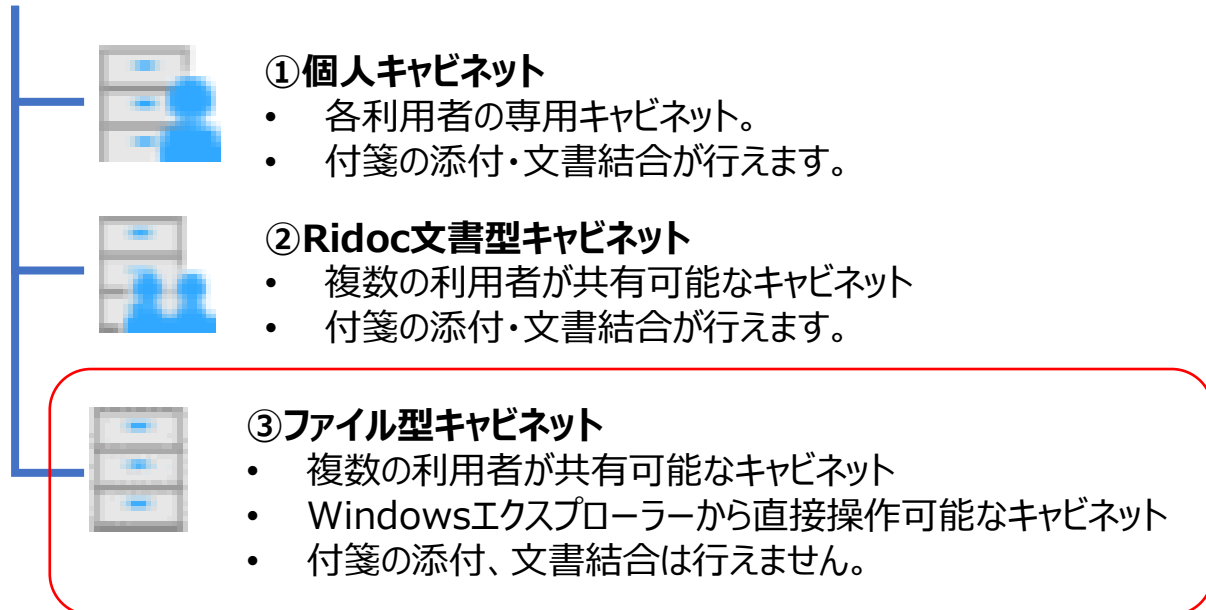 ①個人キャビネット
• 各利用者の専用キャビネット。
• 付箋の添付・文書結合が行えます。
②Ridoc文書型キャビネット
• 複数の利用者が共有可能なキャビネット
• 付箋の添付・文書結合が行えます。
③ファイル型キャビネット
• 複数の利用者が共有可能なキャビネット
• Windowsエクスプローラーから直接操作可能なキャビネット
• 付箋の添付、文書結合は行えません。